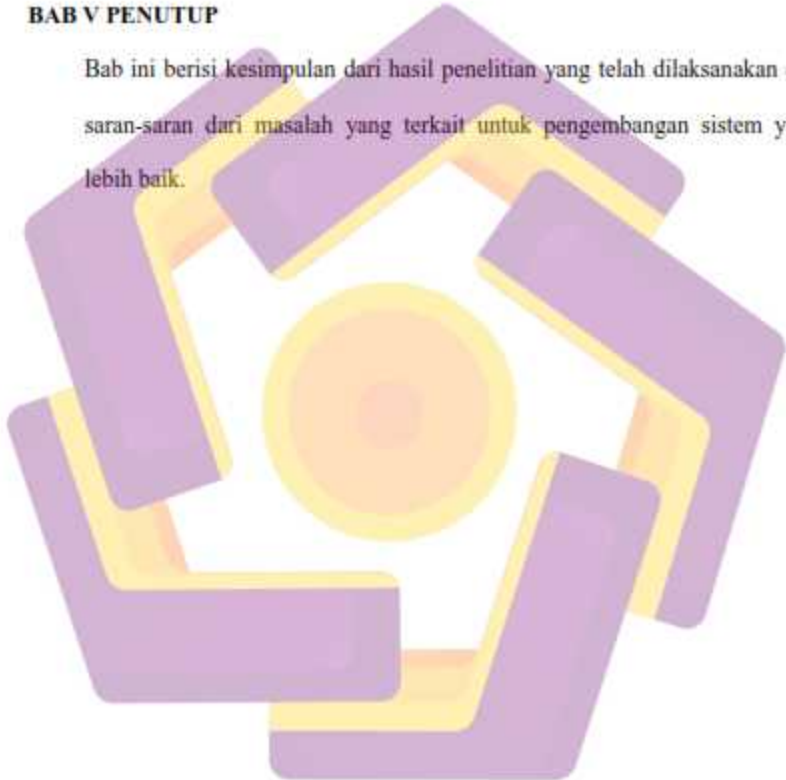 BAB V PENUTUP
Bab ini berisi kesimpulan dari hasil penelitian yang telah dilaksanakan
saran-saran dari masalah yang terkait untuk pengembangan sistem y
lebih baik.